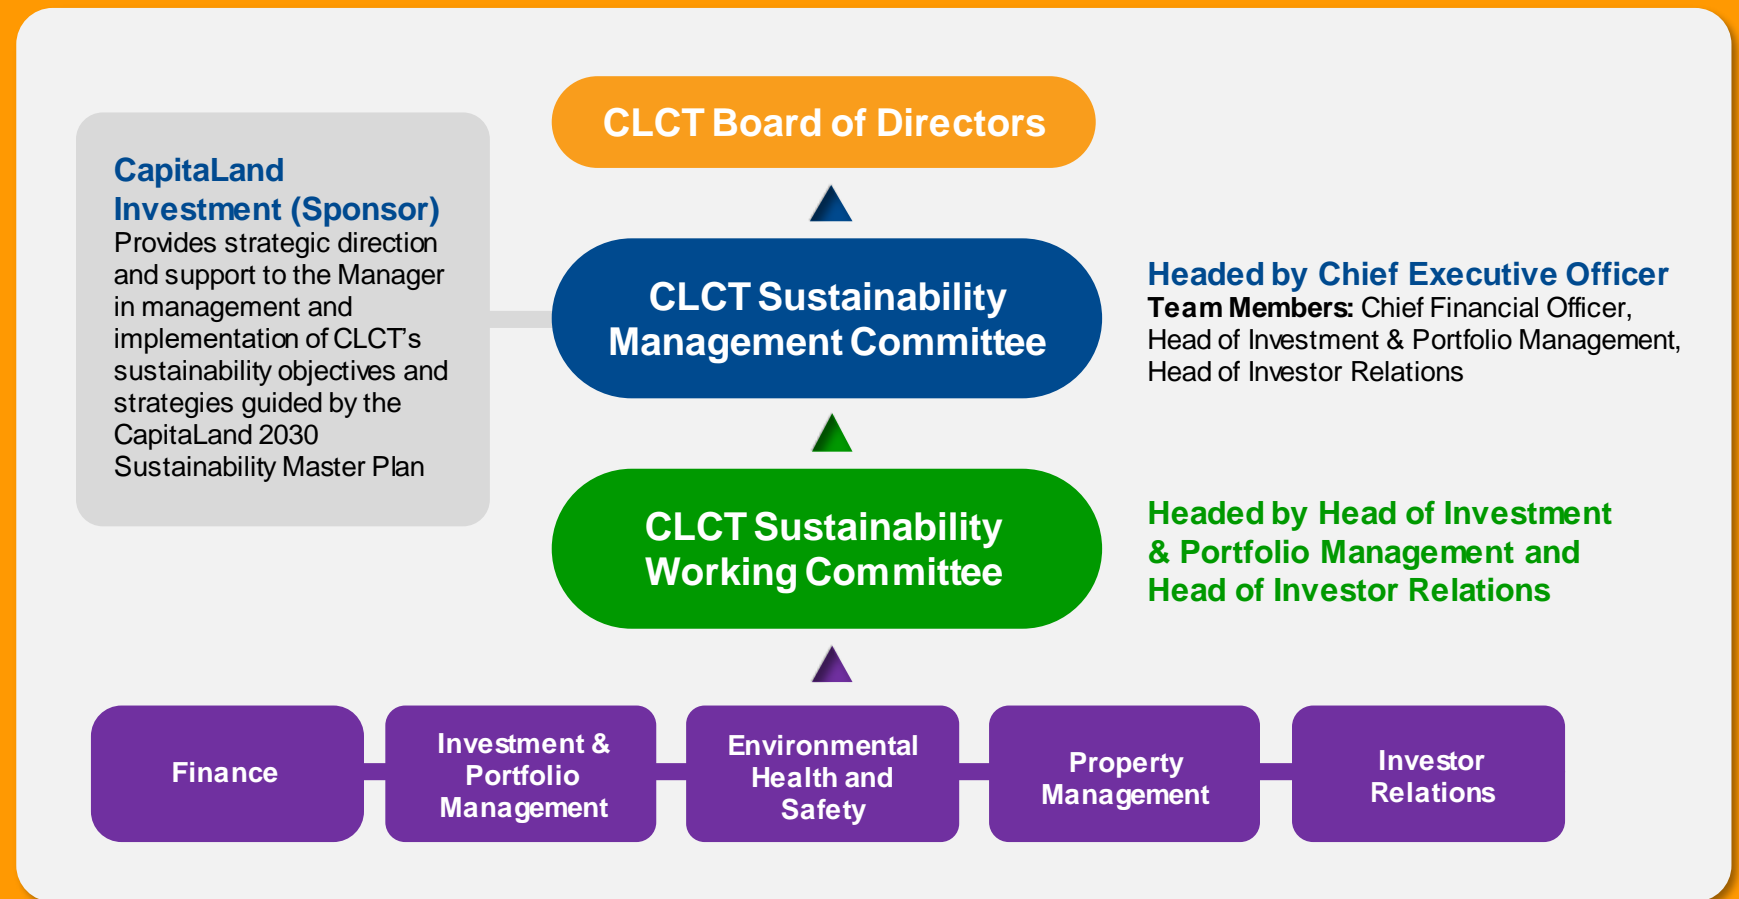 CLCT Board of Directors
CapitaLand
Investment (Sponsor)
Provides strategic direction
and support to the Manager
in management and
implementation of CLCT’s
sustainability objectives and
strategies guided by the
CapitaLand 2030
Sustainability Master Plan
CLCT Sustainability
Management Committee
Headed by Chief Executive Officer
Team Members: Chief Financial Officer,
Head of Investment & Portfolio Management,
Head of Investor Relations
CLCT Sustainability
Working Committee
Headed by Head of Investment
& Portfolio Management and
Head of Investor Relations
Finance
Investment &
Portfolio
Management
Environmental
Health and
Safety
Property
Management
Investor
Relations